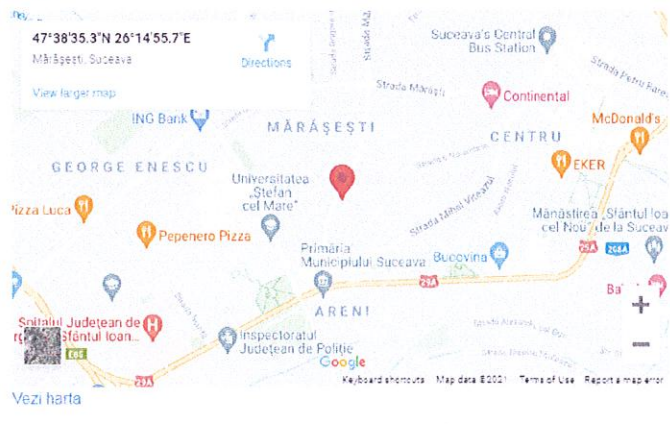 47°38'35.3"N 26°14'55.7"E
Mărășești, Suceava
Directions
View larger map
Suceava's Central
Bus Station
Strada Mărăști
Continental
ING Bank
MĂRĂȘEȘTI
CENTRU
McDonald's
GEORGE ENESCU
EKER
Universitatea
„Ștefan
cel Mare"
Strada Mihai Viteazul
Pizza Luca
Pepenero Pizza
Mănăstirea „Sfântul Ioa
cel Nou" de la Suceav
Primăria
Municipiului Suceava
Bucovina
29A
208A
29A
Ba
ARENI
Spitalul Județean de
Sfântul Ioan...
E85
Inspectoratul
Județean de Poliție
29A
Google
Keyboard shortcuts
Map data ©2021
Terms of Use
Report a map error
Vezi harta